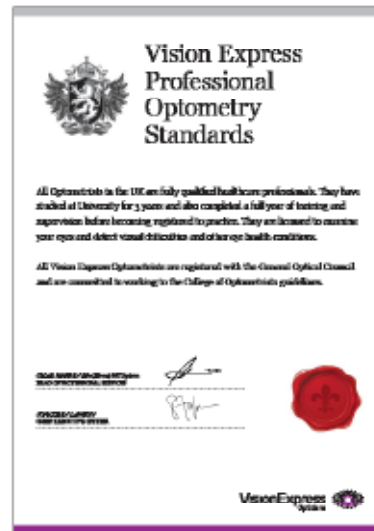 Vision Express
Professional
Optometry
Standards
All Optometrists in the UK are fully qualified healthcare professionals. They have
studied at University for 3 years and also completed a full year of training and
supervision before becoming registered to practice. They are licensed to examine
your eyes and detect visual difficulties and other eye health conditions.
All Vision Express Optometrists are registered with the General Optical Council
and are committed to working to the College of Optometrists guidelines.
VisionExpress